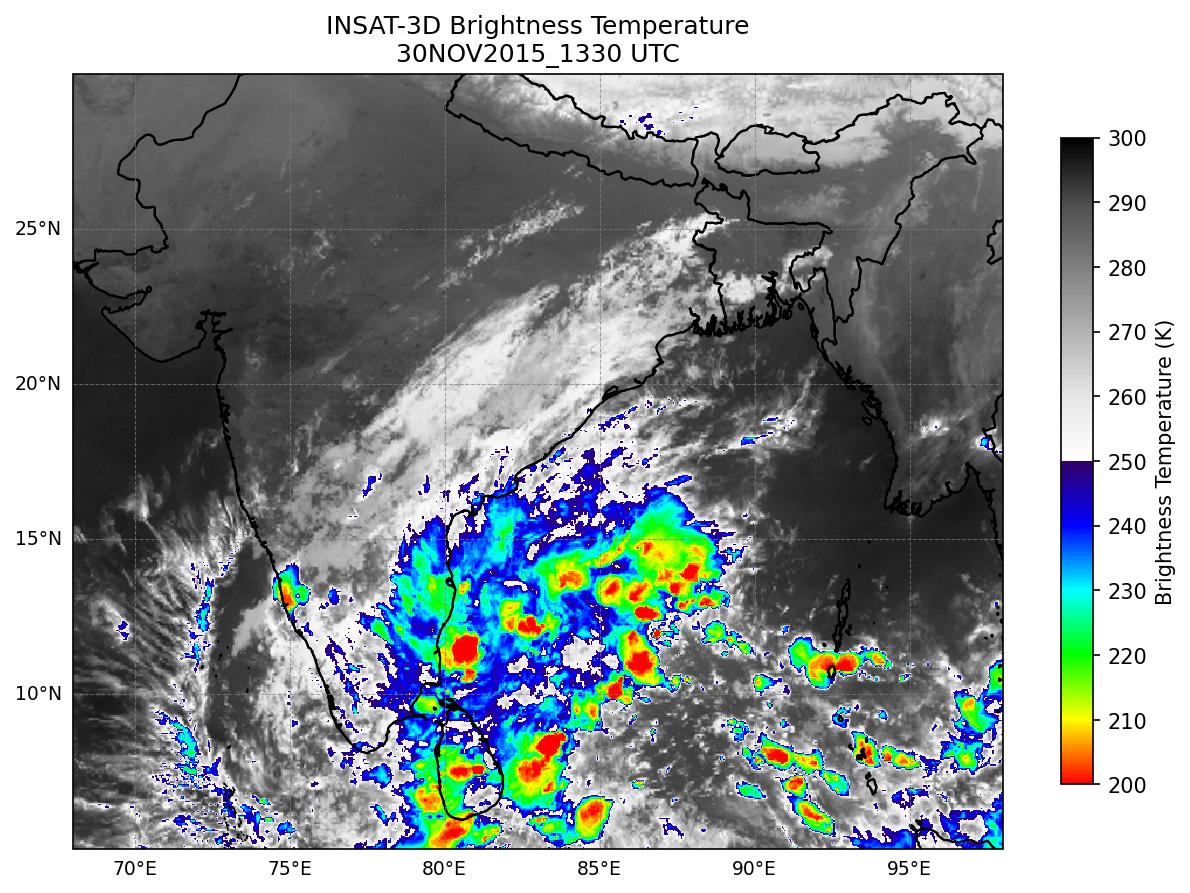 INSAT-3D Brightness Temperature
30NOV2015_1330 UTC
25°N
20°N
15°N
10°N
70°E
75°E
80°E
85°E
90°E
95°E
300
290
280
270
260
250
240
230
220
210
200
Brightness Temperature (K)